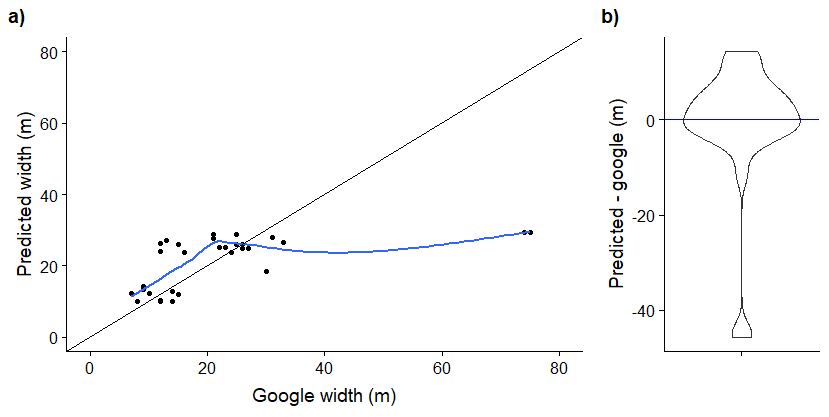 a)
Predicted width (m)
80
60
40
20
0
0 20 40 60 80
Google width (m)
b)
Predicted - google (m)
0
-20
-40